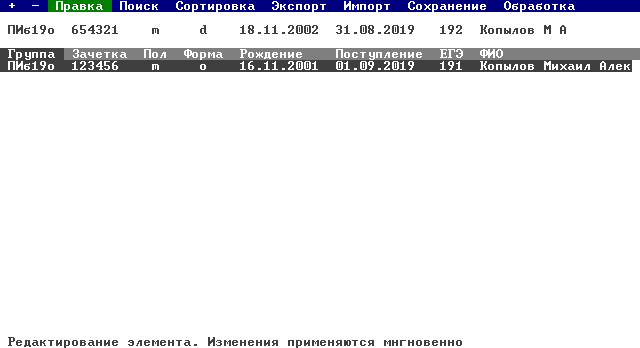 + − Правка Поиск Сортировка Экспорт Импорт Сохранение Обработка
ПИб19о 654321 m d 18.11.2002 31.08.2019 192 Копылов М А
Группа Зачетка Пол Форма Рождение Поступление ЕГЭ ФИО
ПИб19о 123456 m o 16.11.2001 01.09.2019 191 Копылов Михаил Алек
Редактирование элемента. Изменения применяются мнгновенно